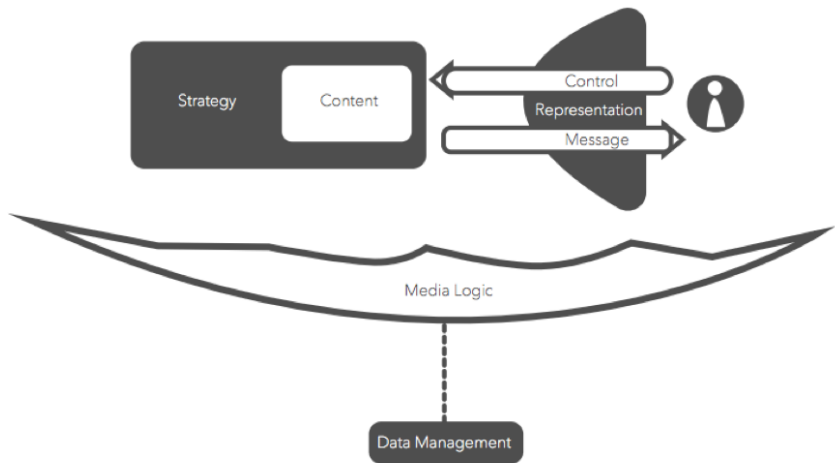 Strategy
Content
Control
Representation
Message
Media Logic
Data Management